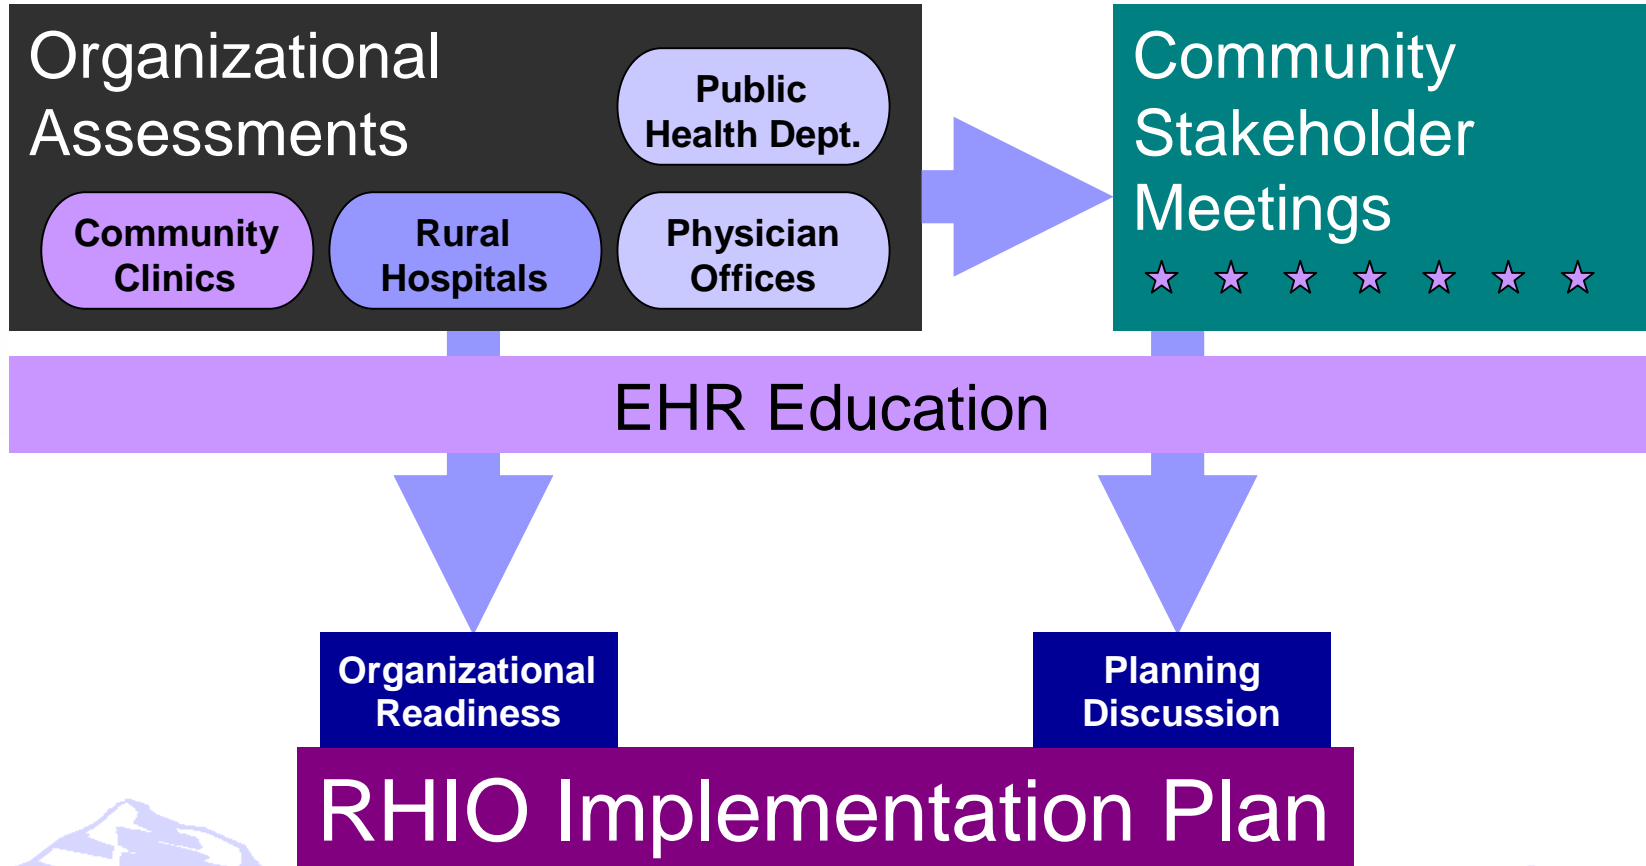 Organizational
Assessments
Public
Health Dept.
Community
Clinics
Rural
Hospitals
Physician
Offices
Community
Stakeholder
Meetings
EHR Education
Organizational
Readiness
Planning
Discussion
RHIO Implementation Plan